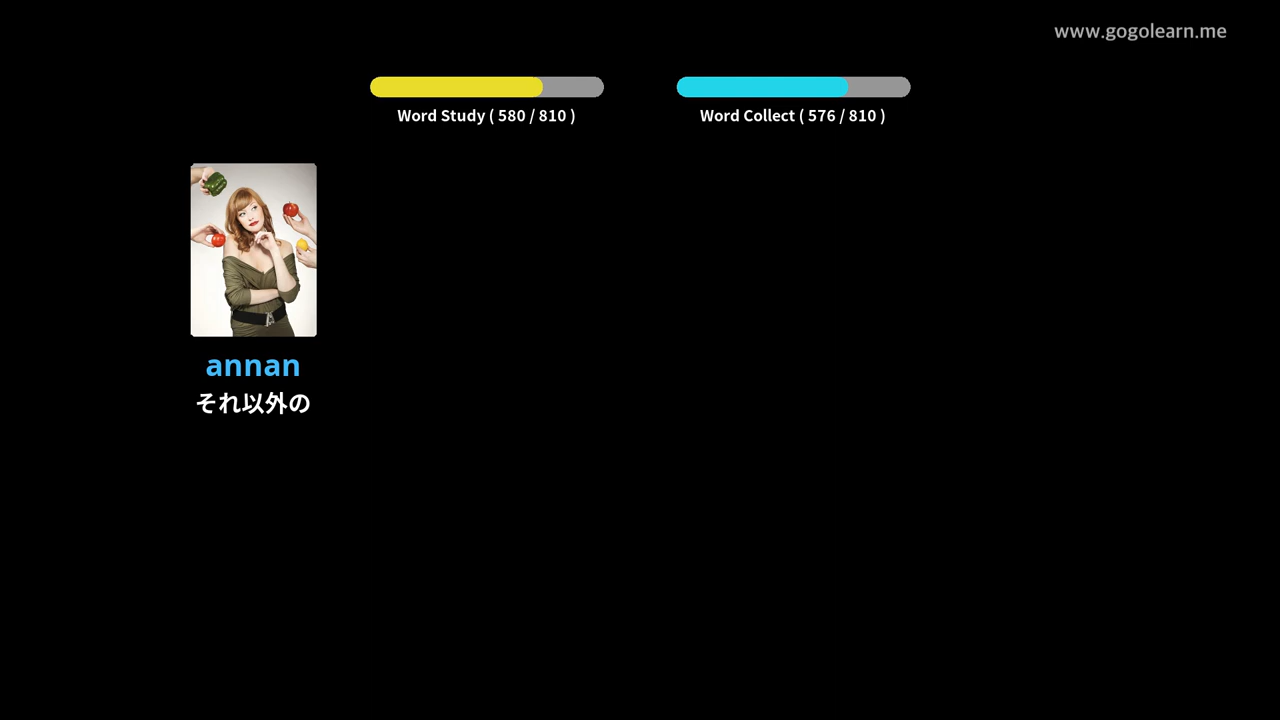 www.gogolearn.me
Word Study ( 580 / 810 )
Word Collect ( 576 / 810 )
annan
それ以外の